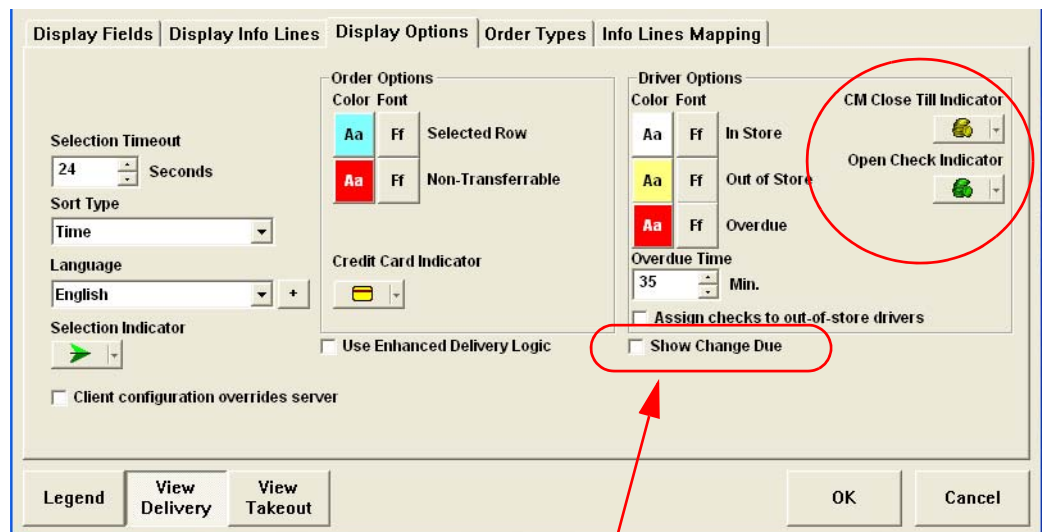 Display Fields
Display Info Lines
Display Options
Order Types
Info Lines Mapping
Selection Timeout
24
Seconds
Sort Type
Time
Language
English
+
Selection Indicator
Client configuration overrides server
Order Options
Color Font
Aa Ff Selected Row
Aa Ff Non-Transferrable
Credit Card Indicator
Use Enhanced Delivery Logic
Driver Options
Color Font
Aa Ff In Store
Aa Ff Out of Store
Aa Ff Overdue
Overdue Time
35
Min.
Assign checks to out-of-store drivers
Show Change Due
CM Close Till Indicator
Open Check Indicator
Legend
View
Delivery
View
Takeout
OK
Cancel